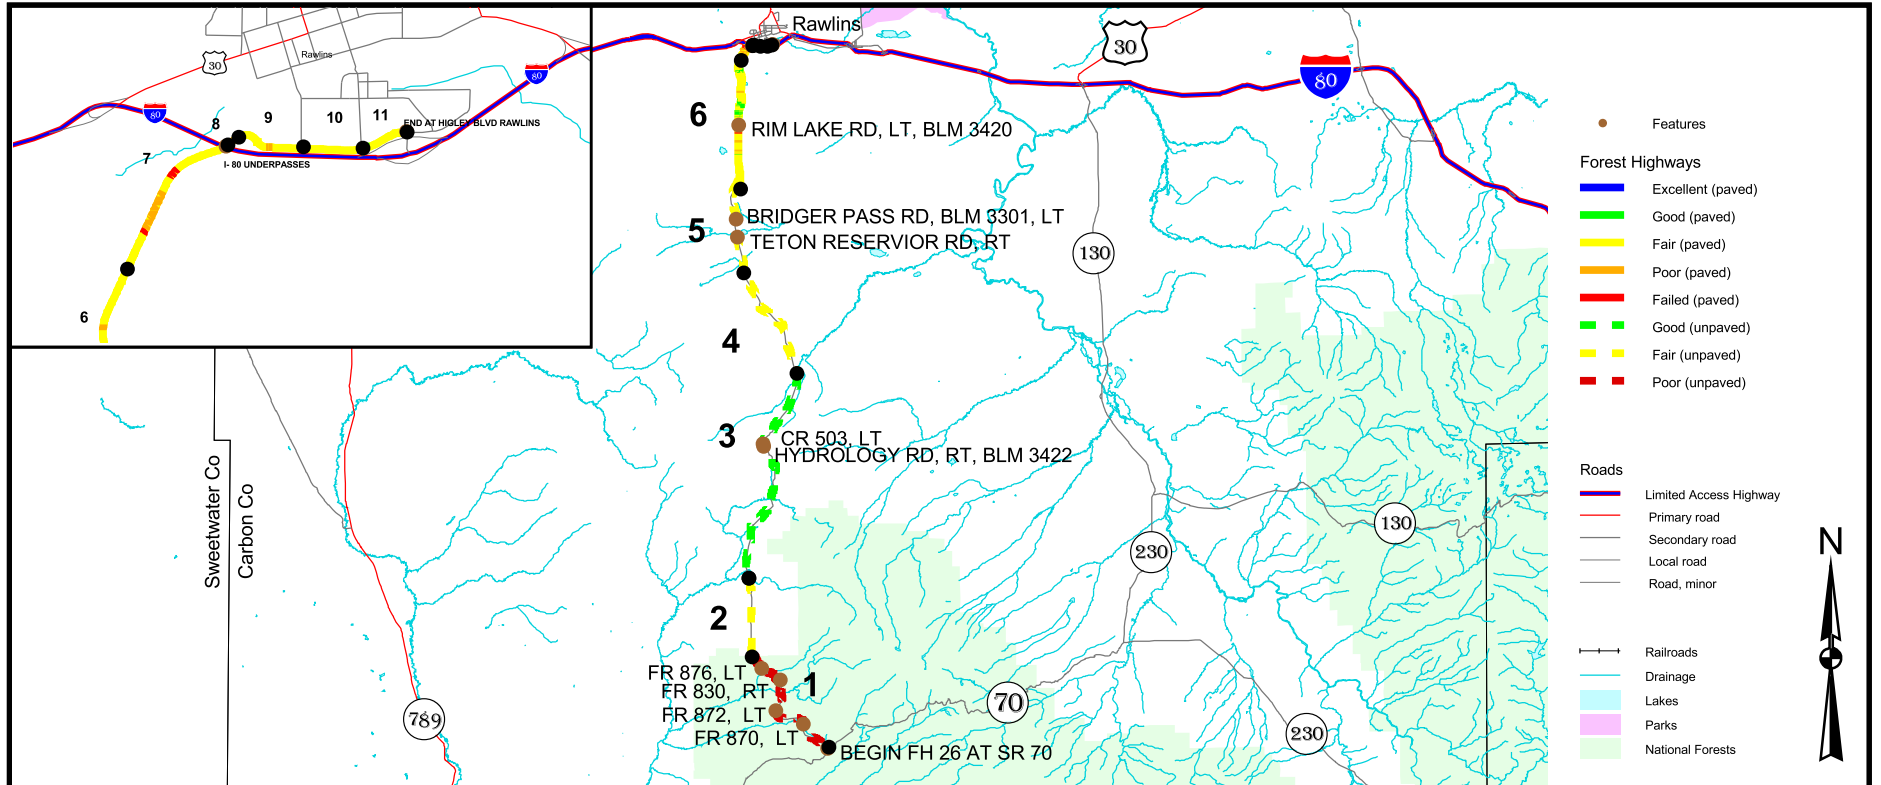 Rawlins
30
80
80
8
9
10
11
END AT HIGLEY BLVD RAWLINS
7
I- 80 UNDERPASSES
6
Rawlins
30
80
6
RIM LAKE RD, LT, BLM 3420
BRIDGER PASS RD, BLM 3301, LT
5
TETON RESERVIOR RD, RT
130
4
3
CR 503, LT
HYDROLOGY RD, RT, BLM 3422
Sweetwater Co
Carbon Co
130
230
2
FR 876, LT
1
FR 830, RT
FR 872, LT
FR 870, LT
BEGIN FH 26 AT SR 70
789
70
230
Features
Forest Highways
Excellent (paved)
Good (paved)
Fair (paved)
Poor (paved)
Failed (paved)
Good (unpaved)
Fair (unpaved)
Poor (unpaved)
Roads
Limited Access Highway
Primary road
Secondary road
Local road
Road, minor
Railroads
Drainage
Lakes
Parks
National Forests
N